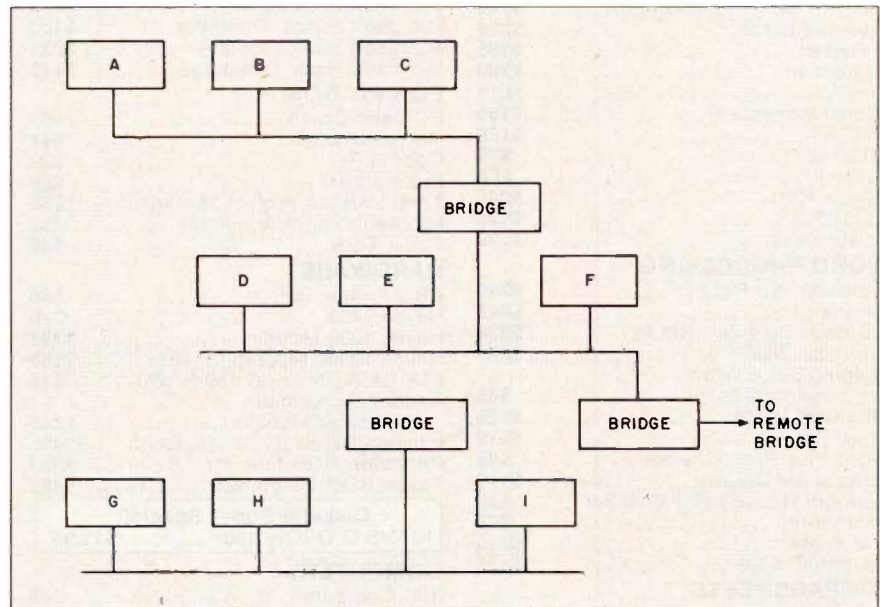 A B C
BRIDGE
D E F
BRIDGE BRIDGE TO
REMOTE
BRIDGE
G H I